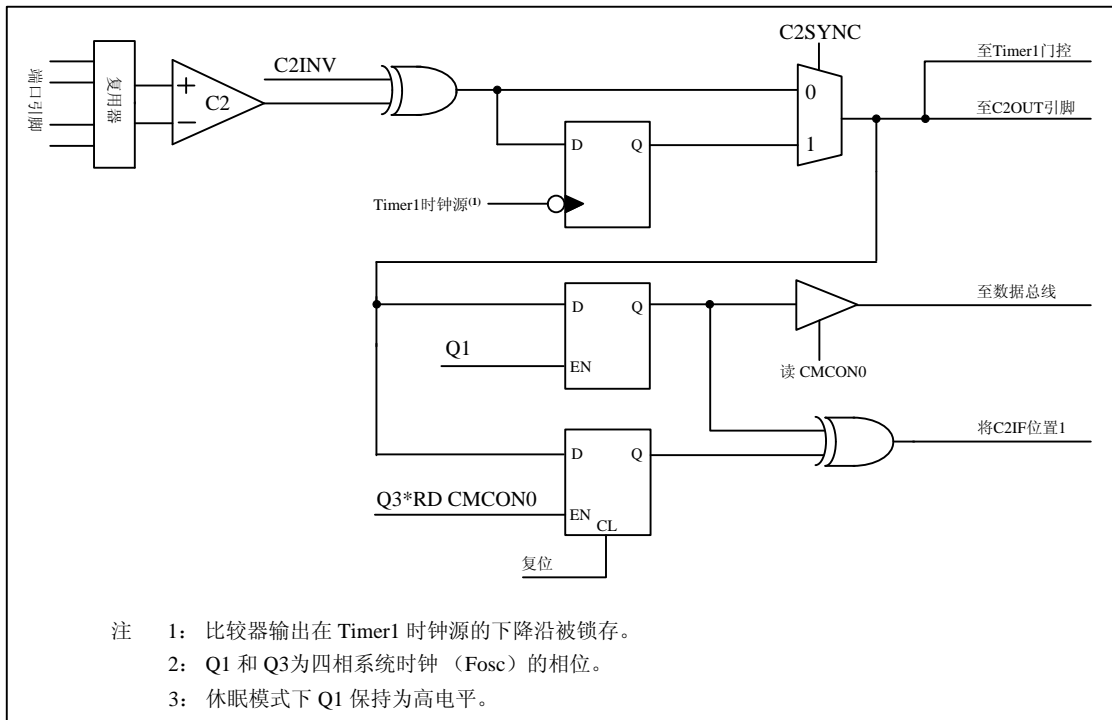 C2SYNC
至Timer1门控
端口引脚
复用器
+
−
C2
C2INV
0
1
至C2OUT引脚
D
Q
Timer1时钟源(1)
D
Q
Q1
EN
至数据总线
读 CMCON0
D
Q
Q3*RD CMCON0
EN
CL
将C2IF位置1
复位
注 1： 比较器输出在 Timer1 时钟源的下降沿被锁存。
2： Q1 和 Q3为四相系统时钟 （Fosc）的相位。
3： 休眠模式下 Q1 保持为高电平。